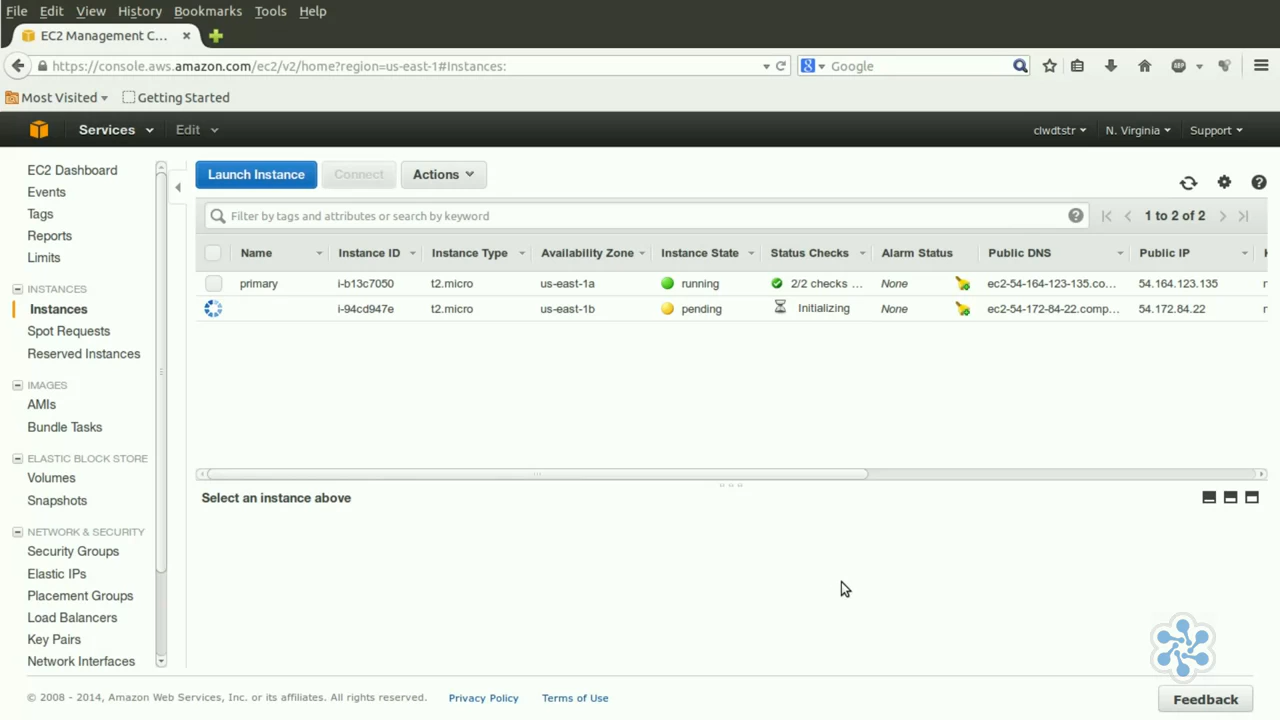 File Edit View History Bookmarks Tools Help
EC2 Management C...
https://console.aws.amazon.com/ec2/v2/home?region=us-east-1#Instances:
Google
Most Visited Getting Started
Services Edit clwdtstr N. Virginia Support
EC2 Dashboard
Events
Tags
Reports
Limits
INSTANCES
Instances
Spot Requests
Reserved Instances
IMAGES
AMIs
Bundle Tasks
ELASTIC BLOCK STORE
Volumes
Snapshots
NETWORK & SECURITY
Security Groups
Elastic IPs
Placement Groups
Load Balancers
Key Pairs
Network Interfaces
Launch Instance Connect Actions
Filter by tags and attributes or search by keyword 1 to 2 of 2
Name Instance ID Instance Type Availability Zone Instance State Status Checks Alarm Status Public DNS Public IP
primary i-b13c7050 t2.micro us-east-1a running 2/2 checks ... None ec2-54-164-123-135.co... 54.164.123.135
i-94cd947e t2.micro us-east-1b pending Initializing None ec2-54-172-84-22.comp... 54.172.84.22
Select an instance above
© 2008 - 2014, Amazon Web Services, Inc. or its affiliates. All rights reserved. Privacy Policy Terms of Use
Feedback